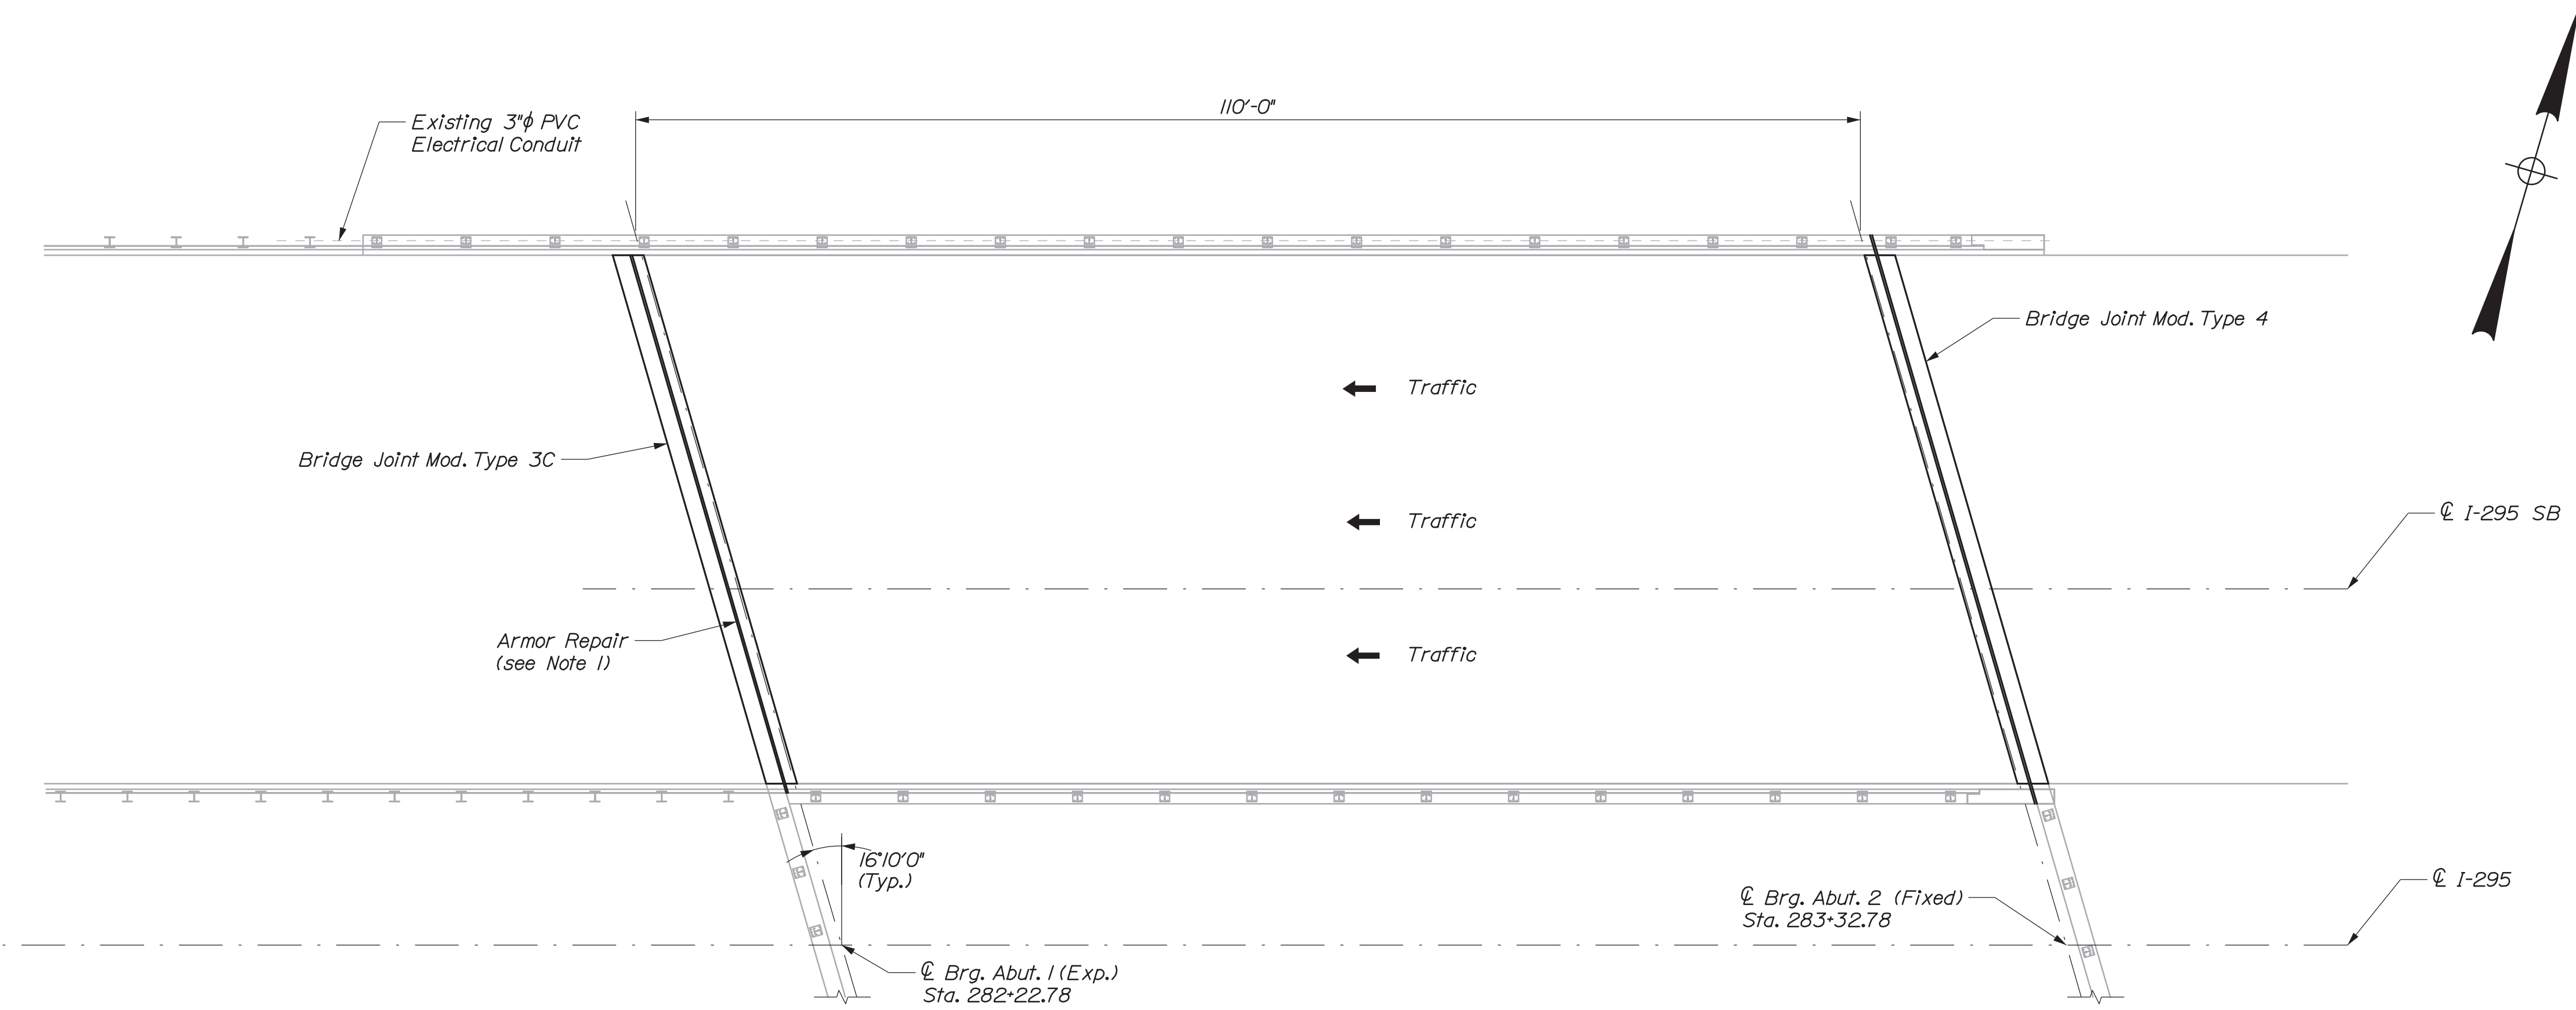 110'-0"
Existing 3"ϕ PVC
Electrical Conduit
Bridge Joint Mod. Type 4
Traffic
Bridge Joint Mod. Type 3C
Traffic
℄ I-295 SB
Armor Repair
(see Note 1)
Traffic
16°10'0"
(Typ.)
℄ Brg. Abut. 2 (Fixed)
Sta. 283+32.78
℄ I-295
℄ Brg. Abut. 1 (Exp.)
Sta. 282+22.78